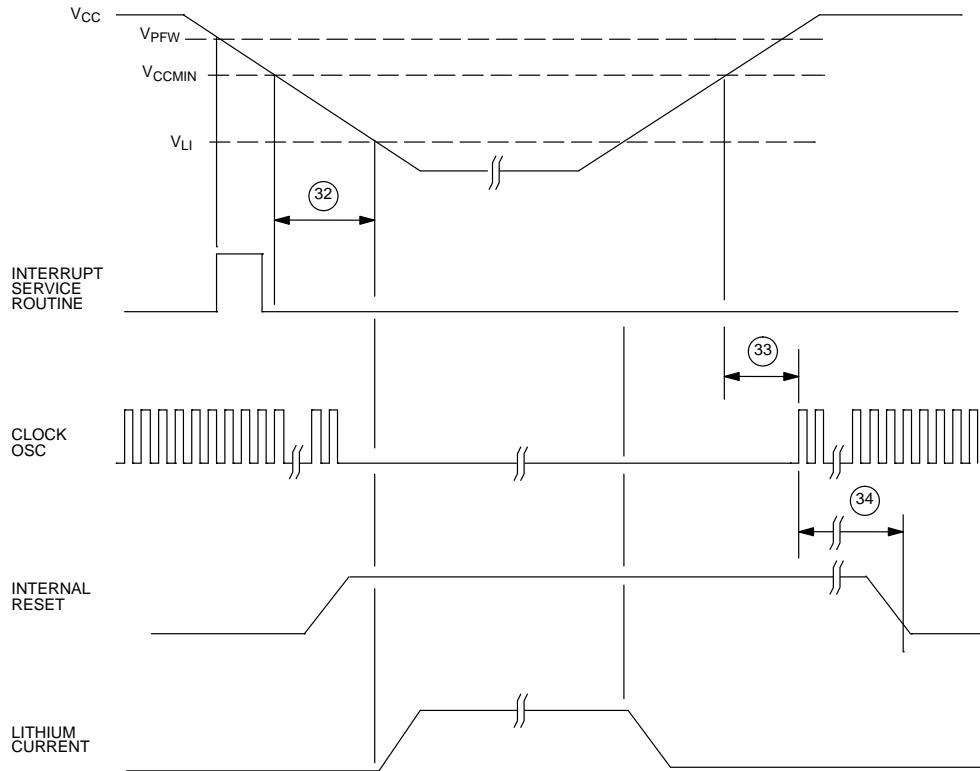 VCC
VPFW
VCCMIN
VLI
32
INTERRUPT
SERVICE
ROUTINE
33
CLOCK
OSC
34
INTERNAL
RESET
LITHIUM
CURRENT